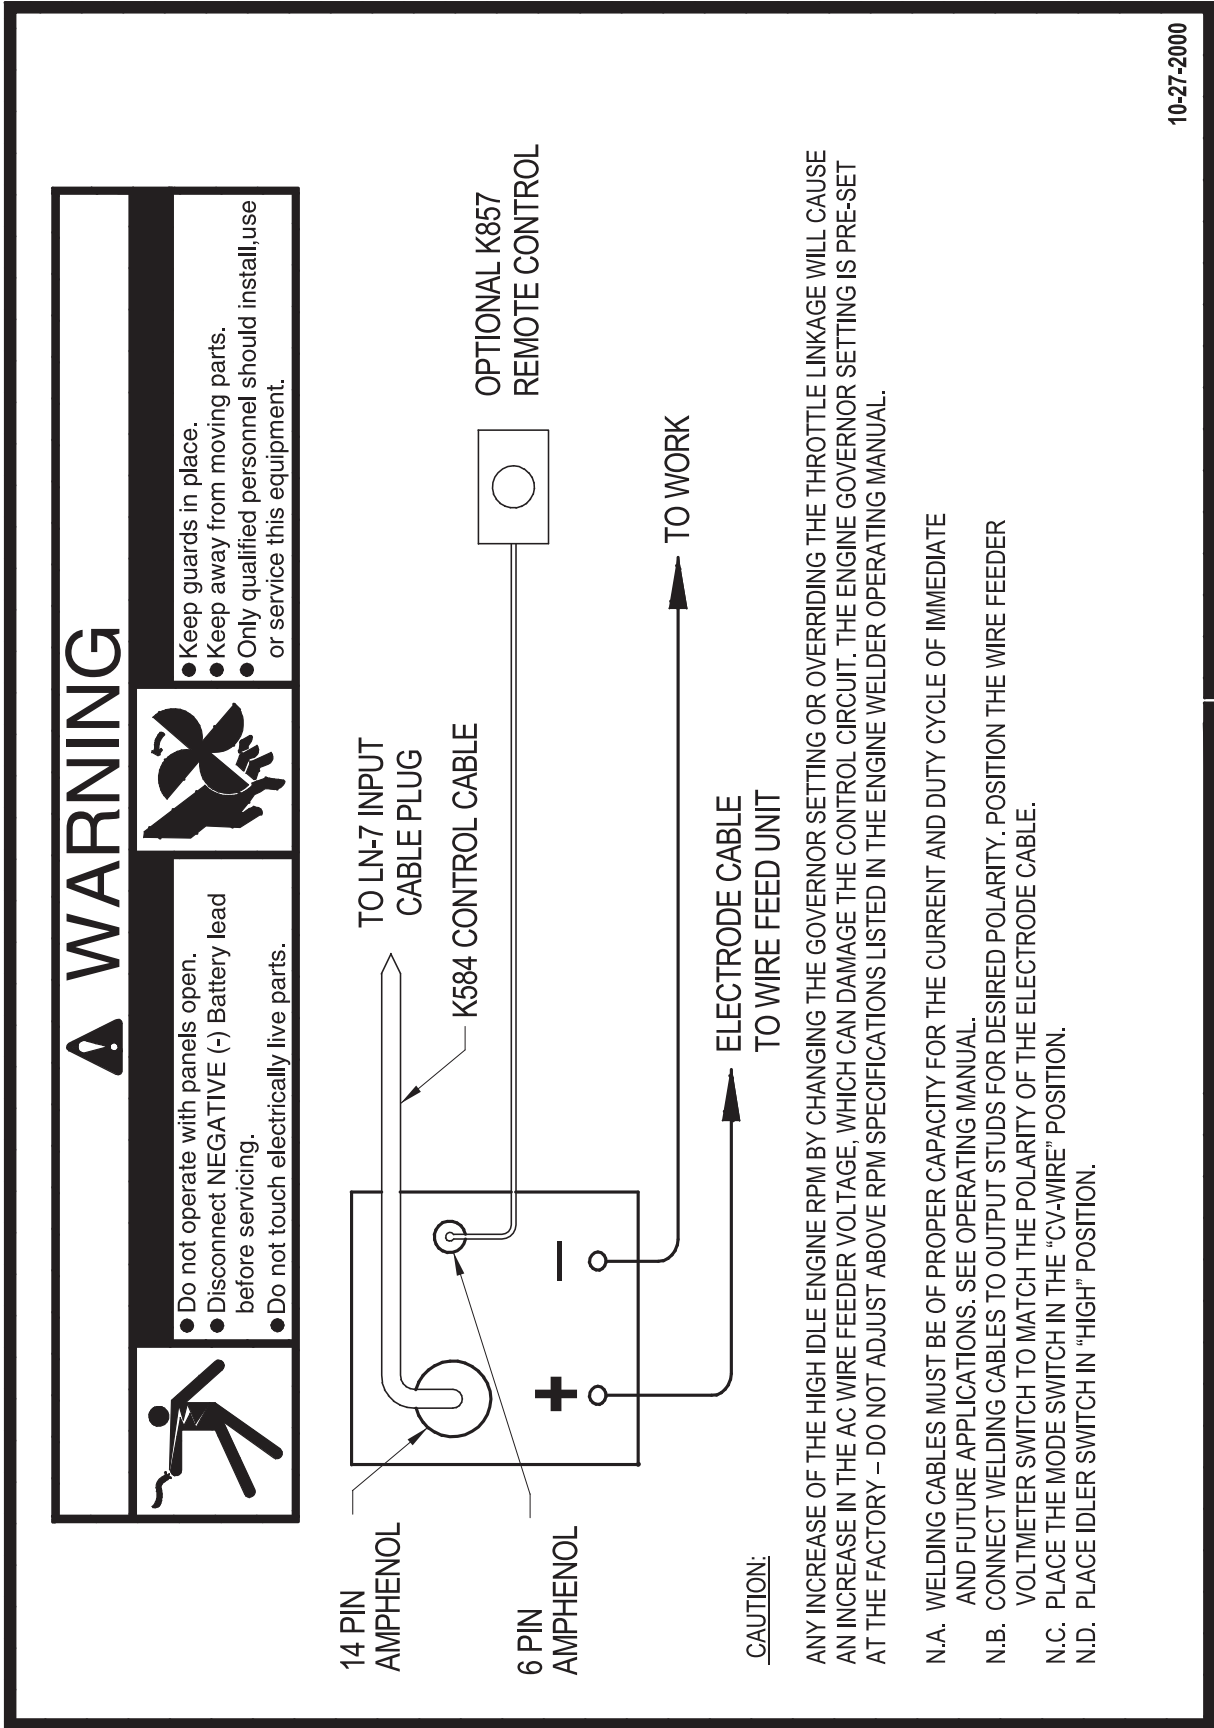 WARNING
● Do not operate with panels open.
● Disconnect NEGATIVE (-) Battery lead
before servicing.
● Do not touch electrically live parts.
● Keep guards in place.
● Keep away from moving parts.
● Only qualified personnel should install,use
or service this equipment.
14 PIN
AMPHENOL
6 PIN
AMPHENOL
TO LN-7 INPUT
CABLE PLUG
K584 CONTROL CABLE
OPTIONAL K857
REMOTE CONTROL
+
–
TO WORK
ELECTRODE CABLE
TO WIRE FEED UNIT
CAUTION:
ANY INCREASE OF THE HIGH IDLE ENGINE RPM BY CHANGING THE GOVERNOR SETTING OR OVERRIDING THE THROTTLE LINKAGE WILL CAUSE
AN INCREASE IN THE AC WIRE FEEDER VOLTAGE, WHICH CAN DAMAGE THE CONTROL CIRCUIT. THE ENGINE GOVERNOR SETTING IS PRE-SET
AT THE FACTORY – DO NOT ADJUST ABOVE RPM SPECIFICATIONS LISTED IN THE ENGINE WELDER OPERATING MANUAL.
N.A. WELDING CABLES MUST BE OF PROPER CAPACITY FOR THE CURRENT AND DUTY CYCLE OF IMMEDIATE
AND FUTURE APPLICATIONS. SEE OPERATING MANUAL.
N.B. CONNECT WELDING CABLES TO OUTPUT STUDS FOR DESIRED POLARITY. POSITION THE WIRE FEEDER
VOLTMETER SWITCH TO MATCH THE POLARITY OF THE ELECTRODE CABLE.
N.C. PLACE THE MODE SWITCH IN THE “CV-WIRE” POSITION.
N.D. PLACE IDLER SWITCH IN “HIGH” POSITION.
10-27-2000